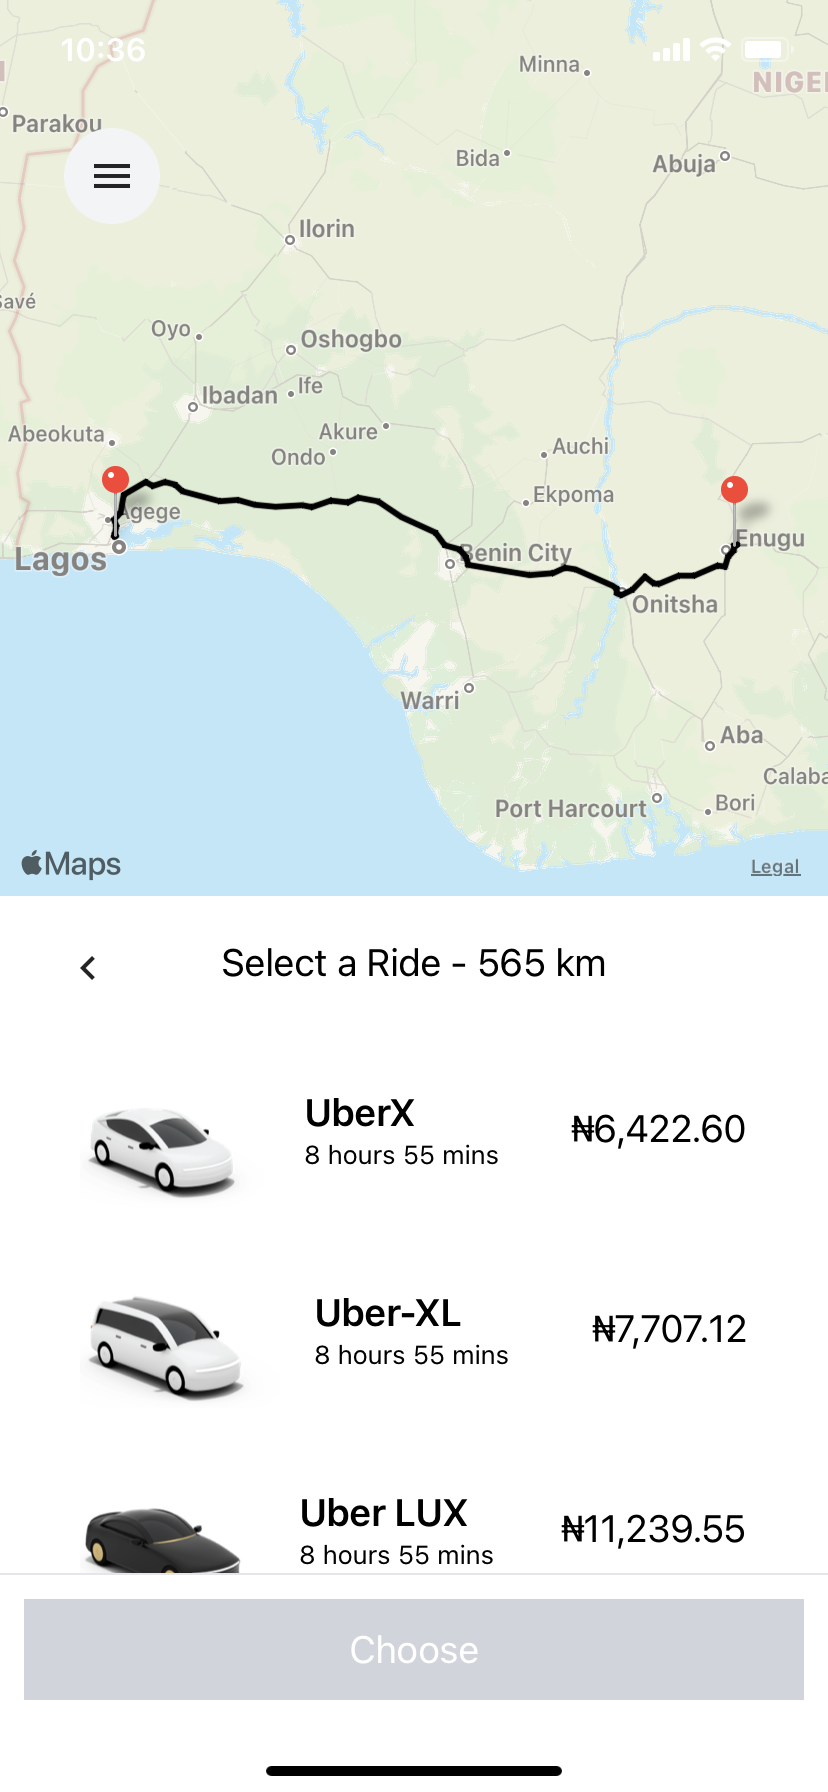 10:36
Minna
NIGE
Parakou
Bida
Abuja
Ilorin
Savé
Oyo
Oshogbo
Ibadan
Ife
Abeokuta
Akure
Ondo
Auchi
Ekpoma
Agege
Lagos
Benin City
Enugu
Onitsha
Warri
Aba
Calaba
Port Harcourt
Bori
Maps
Legal
Select a Ride - 565 km
UberX
8 hours 55 mins
₦6,422.60
Uber-XL
8 hours 55 mins
₦7,707.12
Uber LUX
8 hours 55 mins
₦11,239.55
Choose